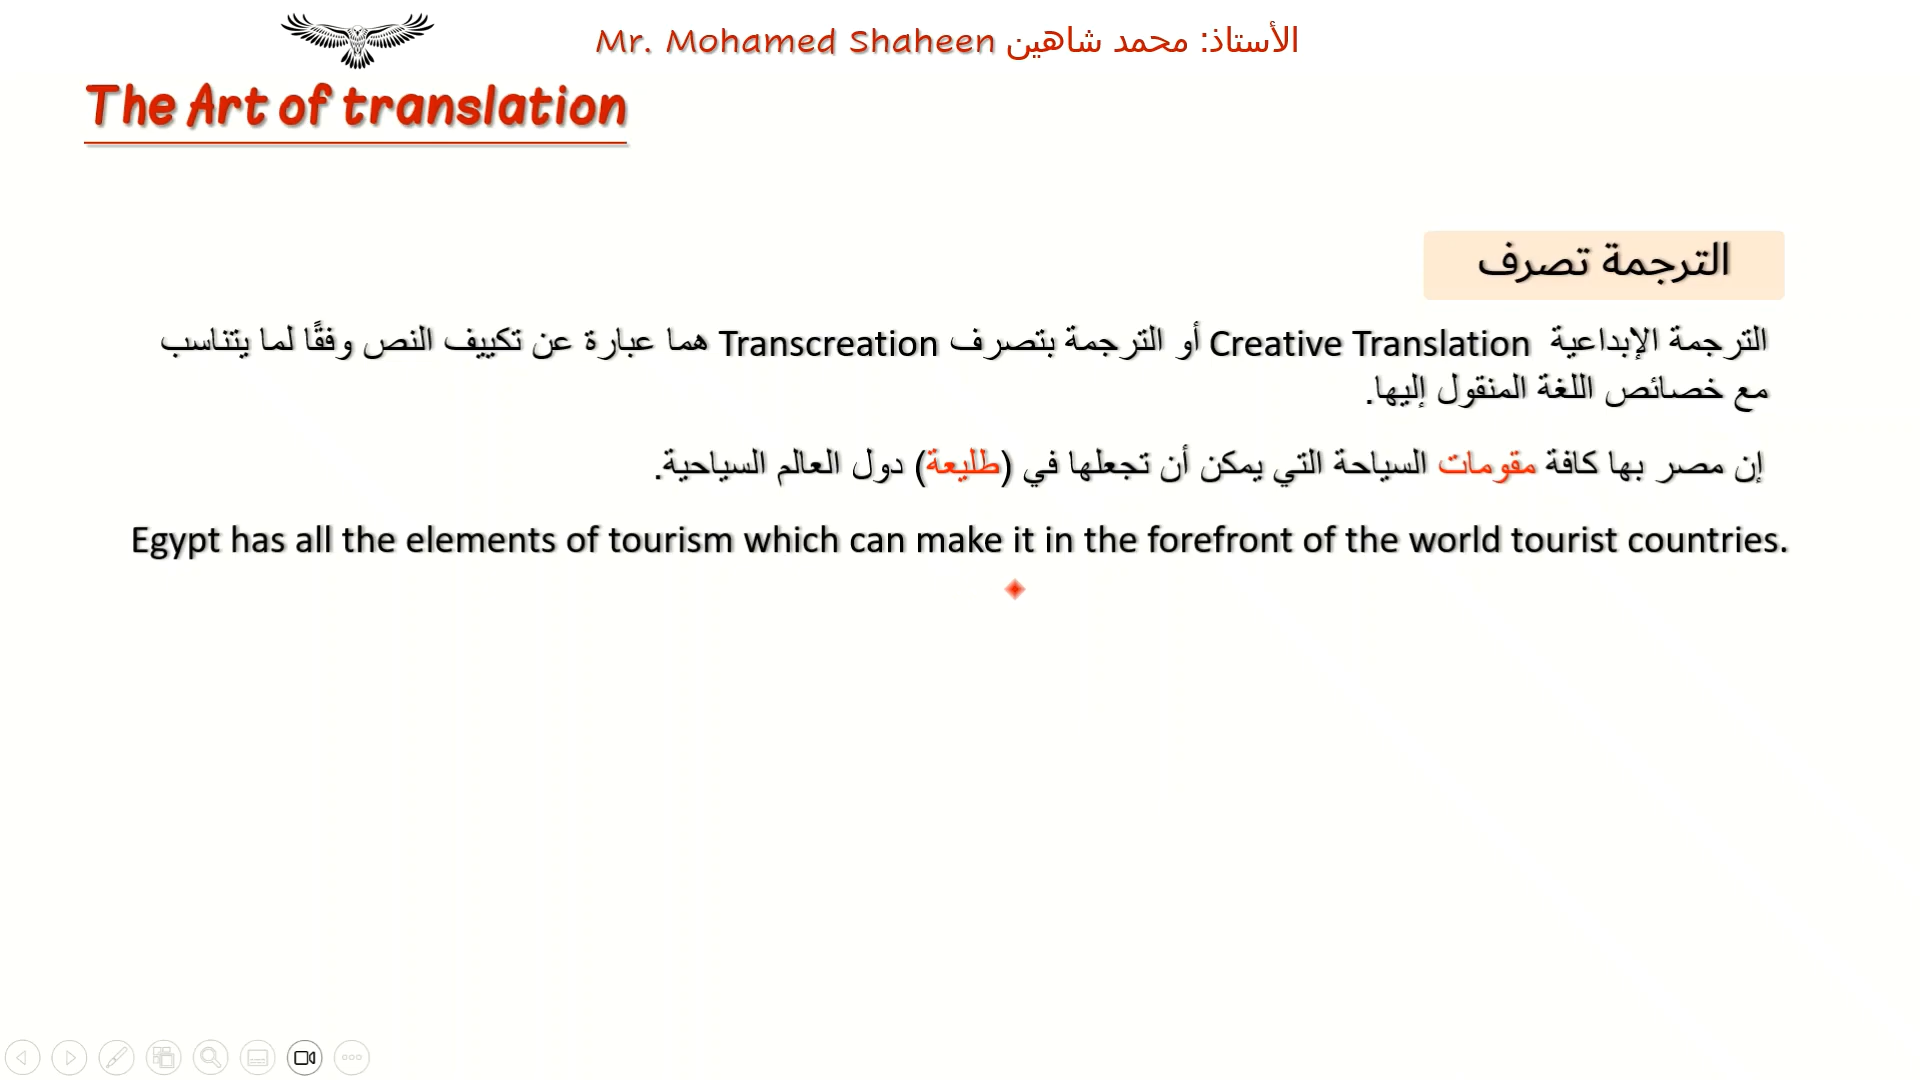 Mr. Mohamed Shaheen الأستاذ: محمد شاهين
The Art of translation
الترجمة تصرف
الترجمة الإبداعية Creative Translation أو الترجمة بتصرف Transcreation هما عبارة عن تكييف النص وفقًا لما يتناسب
مع خصائص اللغة المنقول إليها.
إن مصر بها كافة مقومات السياحة التي يمكن أن تجعلها في (طليعة) دول العالم السياحية.
Egypt has all the elements of tourism which can make it in the forefront of the world tourist countries.